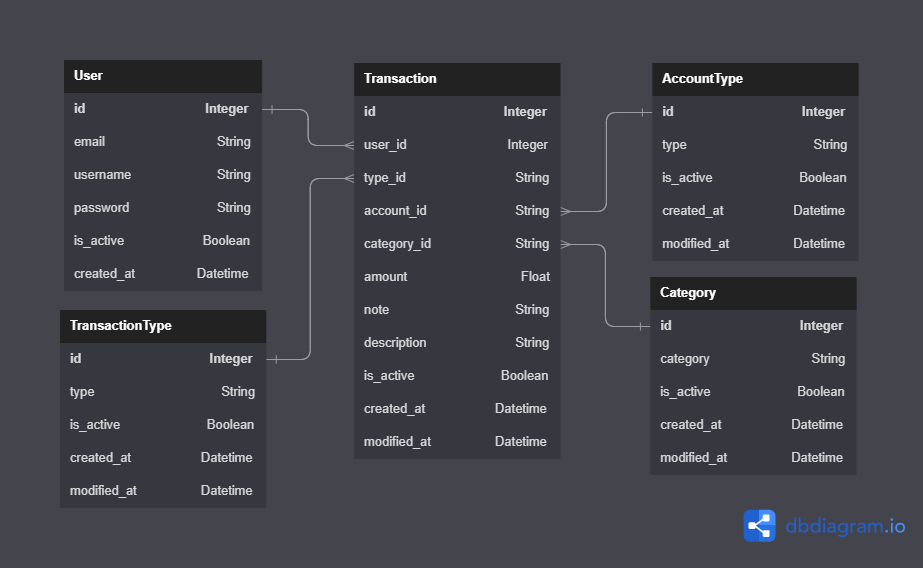 User
id Integer
email String
username String
password String
is_active Boolean
created_at Datetime
TransactionType
id Integer
type String
is_active Boolean
created_at Datetime
modified_at Datetime
Transaction
id Integer
user_id Integer
type_id String
account_id String
category_id String
amount Float
note String
description String
is_active Boolean
created_at Datetime
modified_at Datetime
AccountType
id Integer
type String
is_active Boolean
created_at Datetime
modified_at Datetime
Category
id Integer
category String
is_active Boolean
created_at Datetime
modified_at Datetime
dbdiagram.io